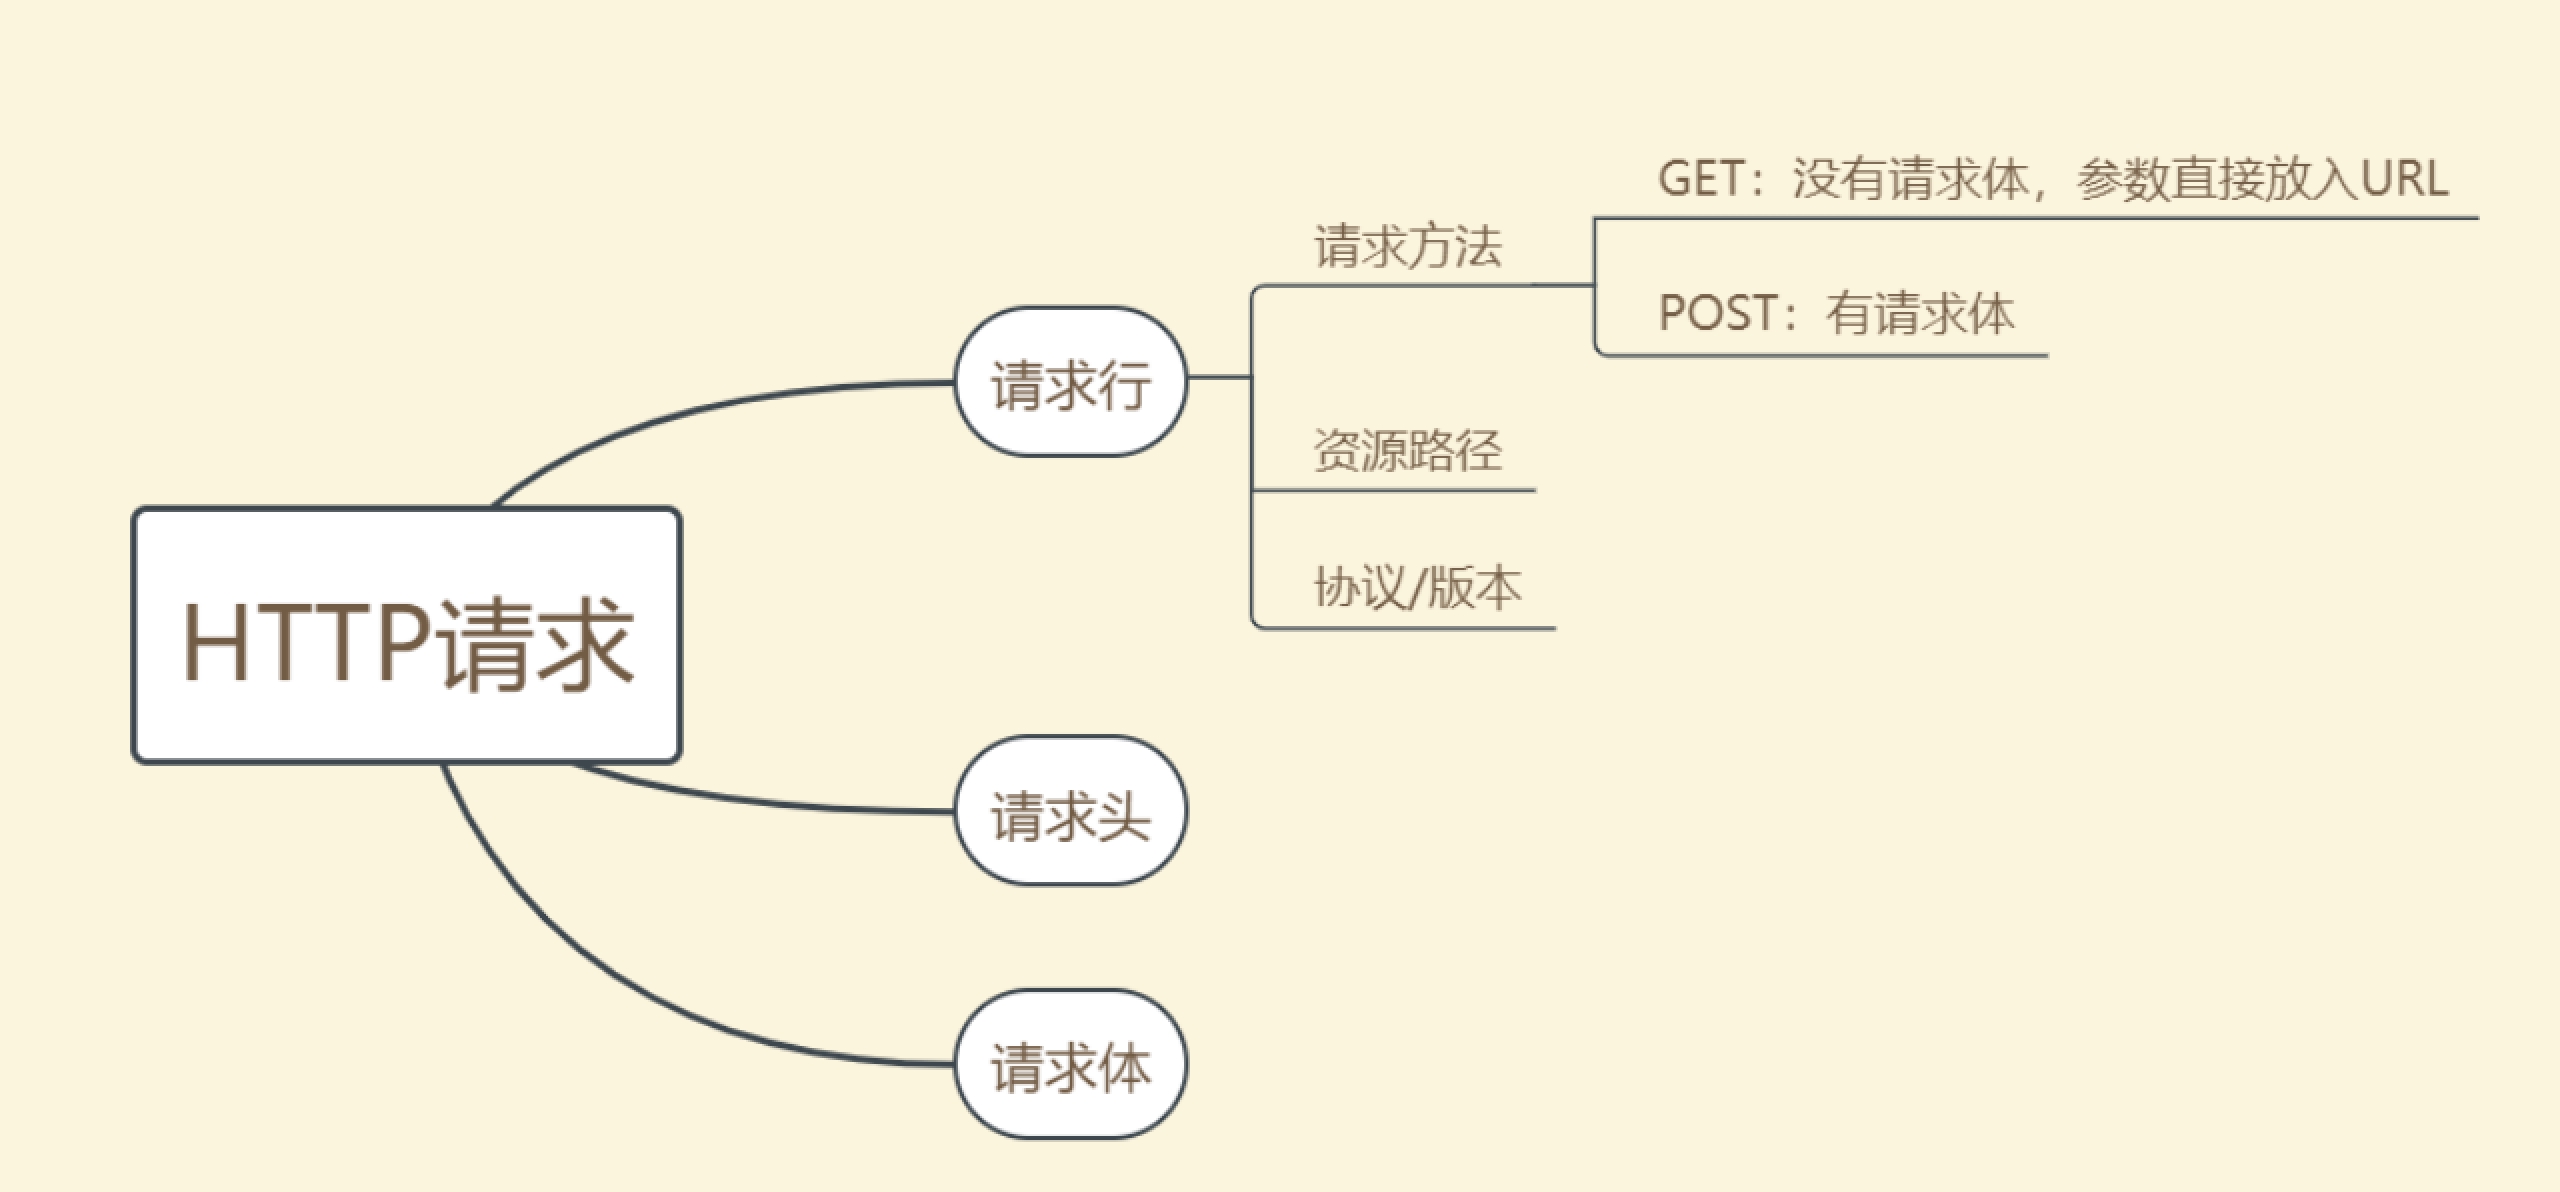 HTTP请求
请求行
请求方法
GET：没有请求体，参数直接放入URL
POST：有请求体
资源路径
协议/版本
请求头
请求体